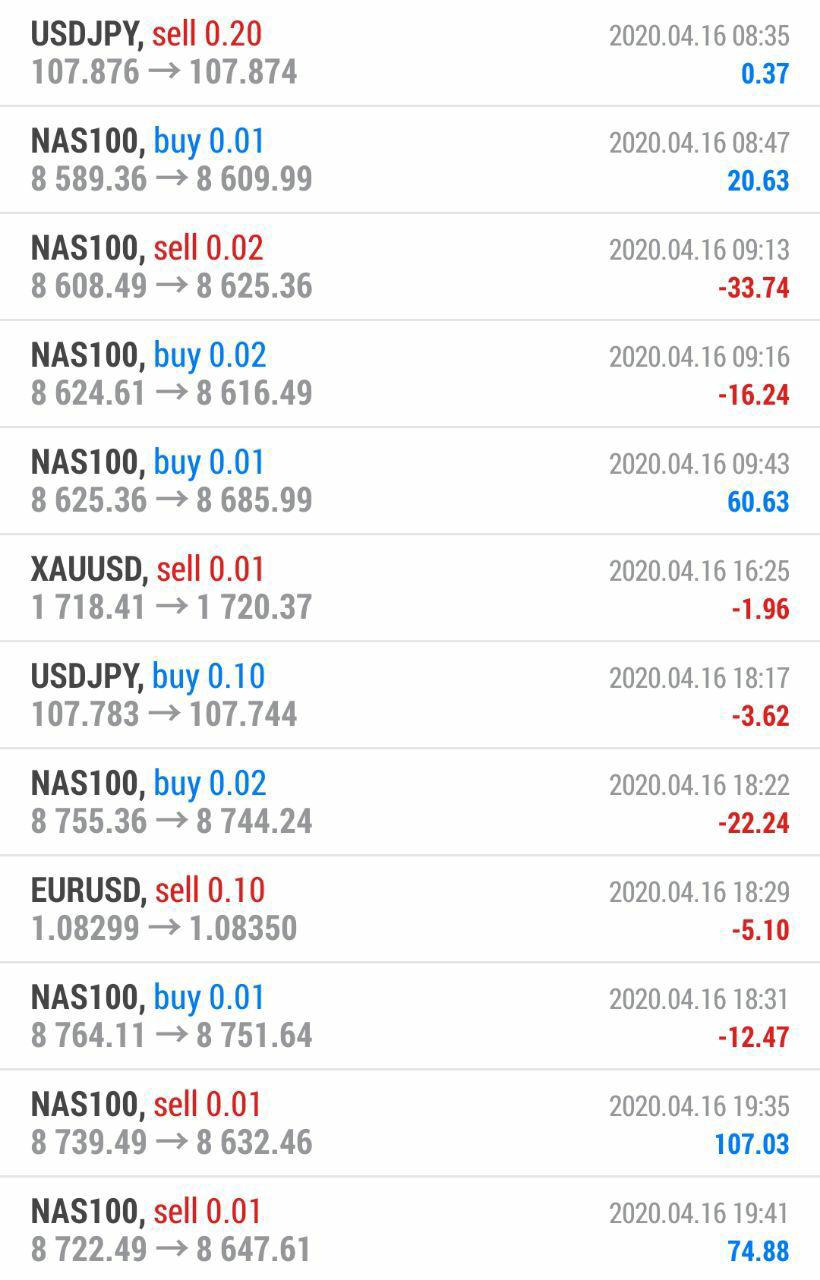 USDJPY, sell 0.20 2020.04.16 08:35
107.876 → 107.874 0.37
NAS100, buy 0.01 2020.04.16 08:47
8 589.36 → 8 609.99 20.63
NAS100, sell 0.02 2020.04.16 09:13
8 608.49 → 8 625.36 -33.74
NAS100, buy 0.02 2020.04.16 09:16
8 624.61 → 8 616.49 -16.24
NAS100, buy 0.01 2020.04.16 09:43
8 625.36 → 8 685.99 60.63
XAUUSD, sell 0.01 2020.04.16 16:25
1 718.41 → 1 720.37 -1.96
USDJPY, buy 0.10 2020.04.16 18:17
107.783 → 107.744 -3.62
NAS100, buy 0.02 2020.04.16 18:22
8 755.36 → 8 744.24 -22.24
EURUSD, sell 0.10 2020.04.16 18:29
1.08299 → 1.08350 -5.10
NAS100, buy 0.01 2020.04.16 18:31
8 764.11 → 8 751.64 -12.47
NAS100, sell 0.01 2020.04.16 19:35
8 739.49 → 8 632.46 107.03
NAS100, sell 0.01 2020.04.16 19:41
8 722.49 → 8 647.61 74.88